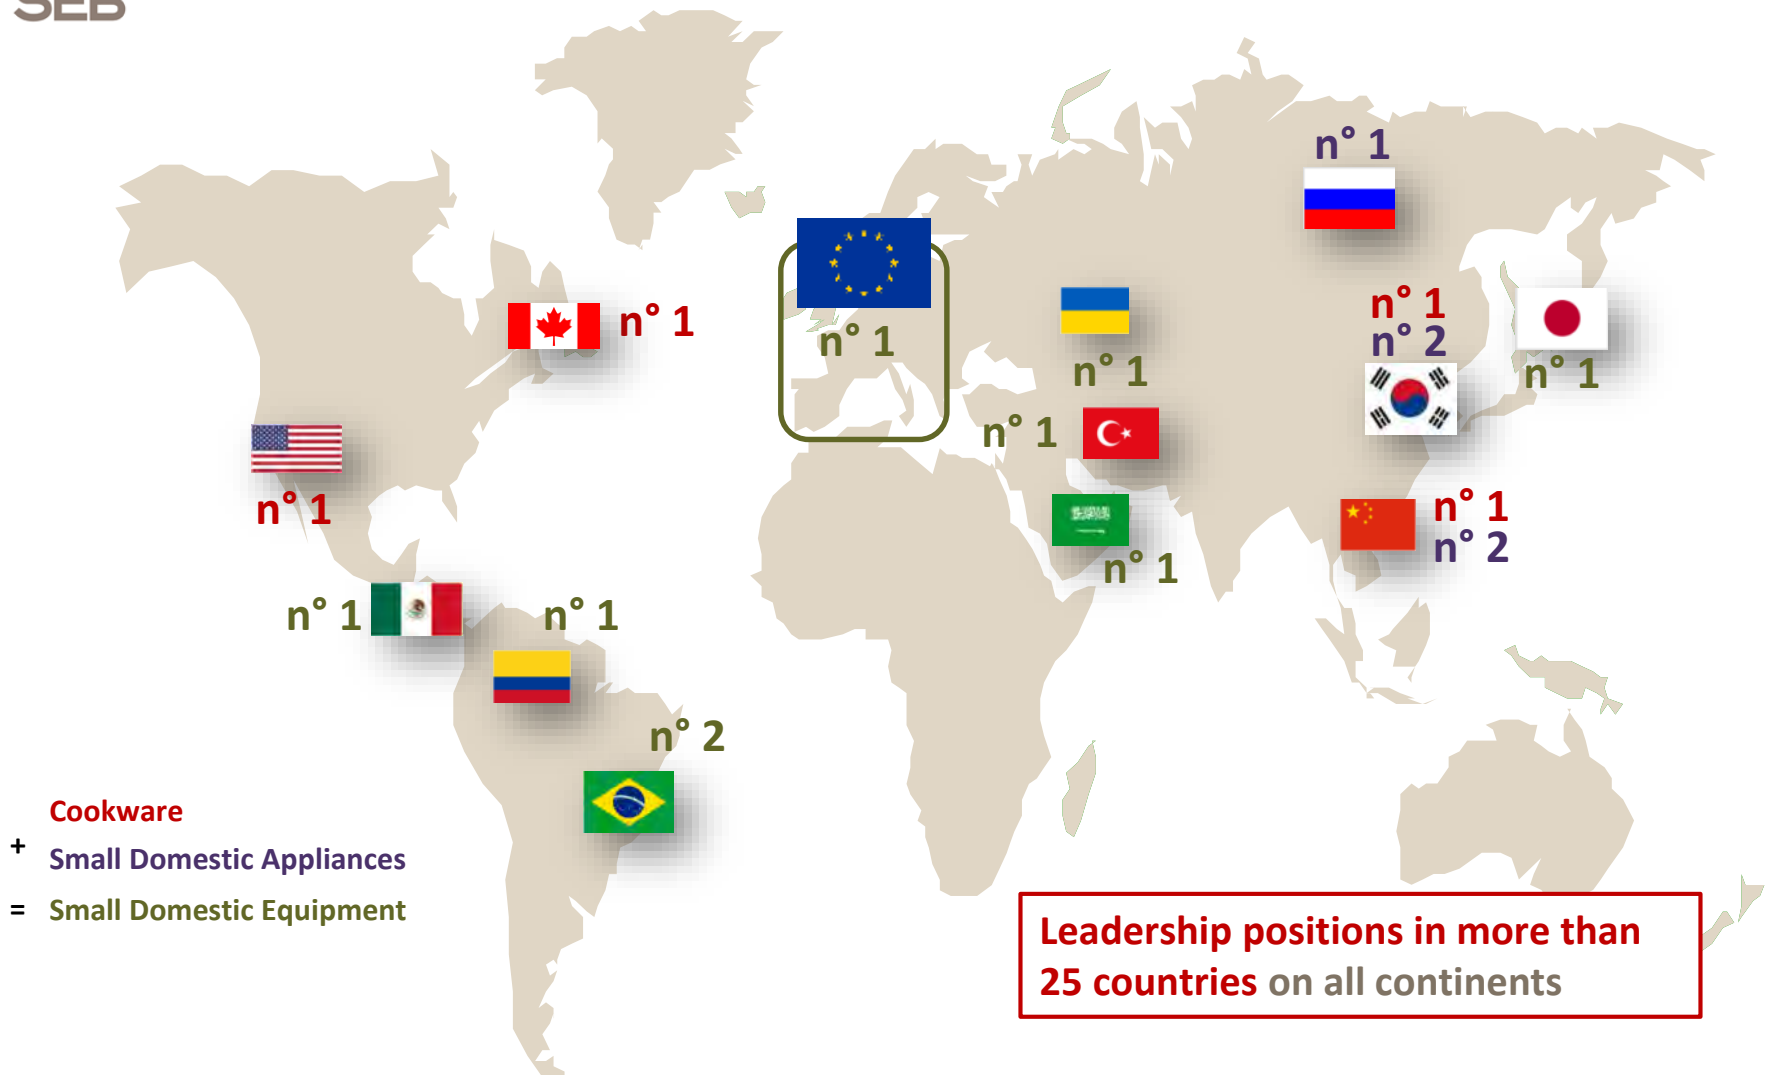 SEB
n° 1
n° 1
n° 1
n° 1
n° 1
n° 2
n° 1
n° 1
n° 1
n° 1
n° 1
n° 2
n° 1
n° 1
n° 1
n° 1
n° 2
Cookware
+
Small Domestic Appliances
= Small Domestic Equipment
Leadership positions in more than
25 countries on all continents